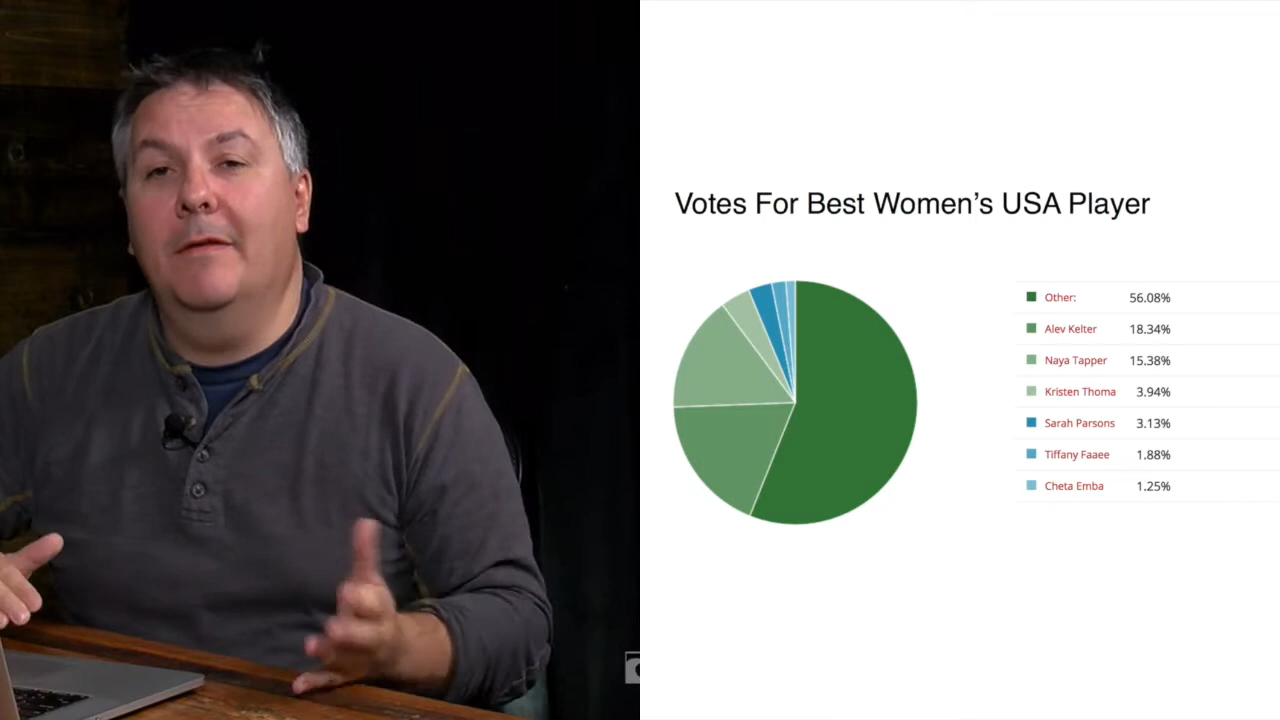 Votes For Best Women's USA Player
Other: 56.08%
Alev Kelter 18.34%
Naya Tapper 15.38%
Kristen Thoma 3.94%
Sarah Parsons 3.13%
Tiffany Faaee 1.88%
Cheta Emba 1.25%